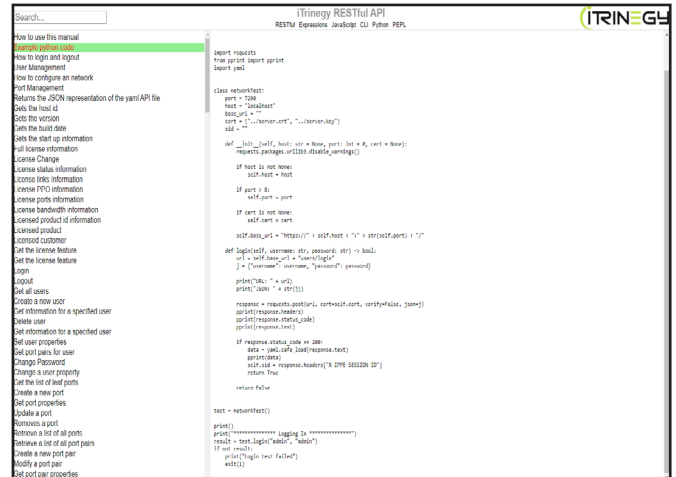 Search...
iTrinegy RESTful API
RESTful Expressions JavaScript CLI Python PEPL
iTRINEGY
How to use this manual
Example python code
How to login and logout
User Management
How to configure an network
Port Management
Returns the JSON representation of the yaml API file
Gets the host id
Gets the version
Gets the build date
Gets the start up information
Full license information
License Change
License status information
License links Information
License PPO information
License ports information
License bandwidth information
Licensed product id information
Licensed product
Licensed customer
Get the license feature
Get the license feature
Login
Logout
Get all users
Create a new user
Get information for a specified user
Delete user
Get information for a specified user
Set user properties
Get port pairs for user
Change Password
Change a user property
Get the list of leaf ports
Create a new port
Get port properties
Update a port
Removes a port
Retrieve a list of all ports
Retrieve a list of all port pairs
Create a new port pair
Modify a port pair
Get port pair properties
import requests
from pprint import pprint
import yaml
class networkTest:
port = 7290
host = "localhost"
base_url = ""
cert = ("../server.crt", "../server.key")
sid = ""
def __init__(self, host: str = None, port: int = 0, cert = None):
requests.packages.urllib3.disable_warnings()
if host is not None:
self.host = host
if port > 0:
self.port = port
if cert is not None:
self.cert = cert
self.base_url = "https://" + self.host + ":" + str(self.port) + "/"
def login(self, username: str, password: str) -> bool:
url = self.base_url + "users/login"
j = {"username": username, "password": password}
print("URL: " + url)
print("JSON: " + str(j))
response = requests.post(url, cert=self.cert, verify=False, json=j)
pprint(response.headers)
pprint(response.status_code)
pprint(response.text)
if response.status_code == 200:
data = yaml.safe_load(response.text)
pprint(data)
self.sid = response.headers["X-IPPE-SESSION-ID"]
return True
return False
test = networkTest()
print()
print("*************** Logging In ***************")
result = test.login("admin", "admin")
if not result:
print("Login test failed")
exit(1)